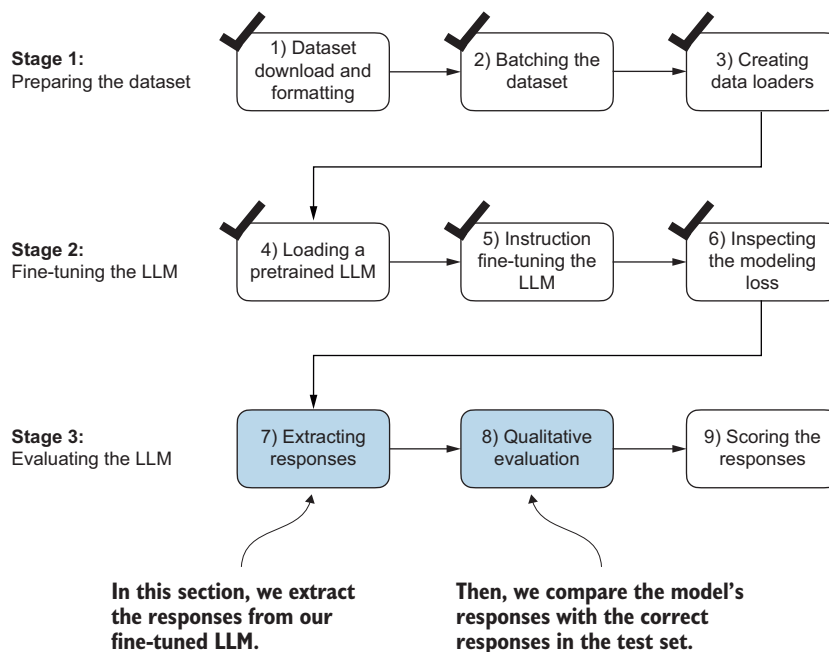 Stage 1:
Preparing the dataset
1) Dataset
download and
formatting
2) Batching the
dataset
3) Creating
data loaders
Stage 2:
Fine-tuning the LLM
4) Loading a
pretrained LLM
5) Instruction
fine-tuning the
LLM
6) Inspecting
the modeling
loss
Stage 3:
Evaluating the LLM
7) Extracting
responses
8) Qualitative
evaluation
9) Scoring the
responses
In this section, we extract
the responses from our
fine-tuned LLM.
Then, we compare the model’s
responses with the correct
responses in the test set.